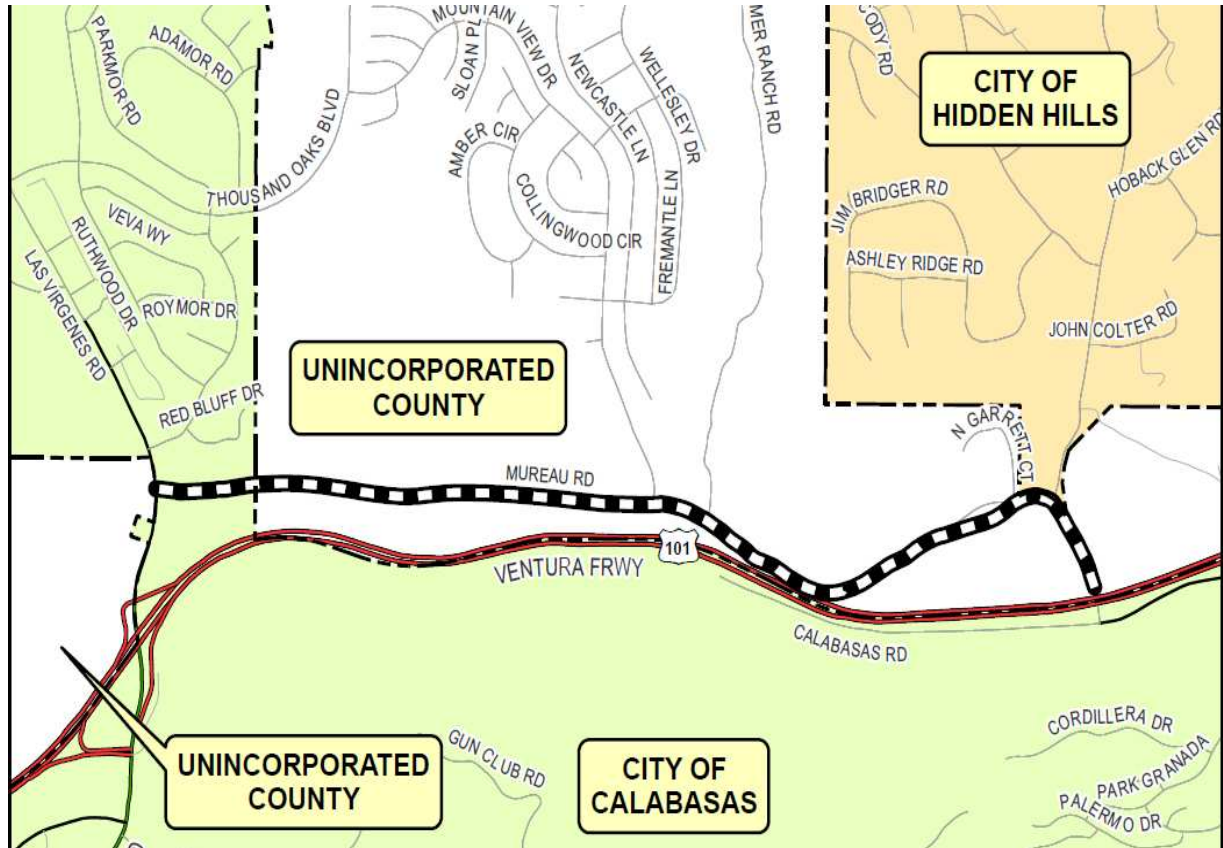 PARKMOR RD
ADAMOR RD
MOUNTAIN VIEW DR
SLOAN PL
NEWCASTLE LN
WELLESLEY DR
MER RANCH RD
CODY RD
CITY OF
HIDDEN HILLS
THOUSAND OAKS BLVD
AMBER CIR
COLLINGWOOD CIR
FREMANTLE LN
HOBACK GLEN RD
JIM BRIDGER RD
ASHLEY RIDGE RD
JOHN COLTER RD
VEVA WY
RUTHWOOD DR
LAS VIRGENES RD
ROYMOR DR
RED BLUFF DR
UNINCORPORATED
COUNTY
N GARRETT CT
MUREAU RD
101
VENTURA FRWY
CALABASAS RD
UNINCORPORATED
COUNTY
GUN CLUB RD
CITY OF
CALABASAS
CORDILLERA DR
PARK GRANADA
PALERMO DR